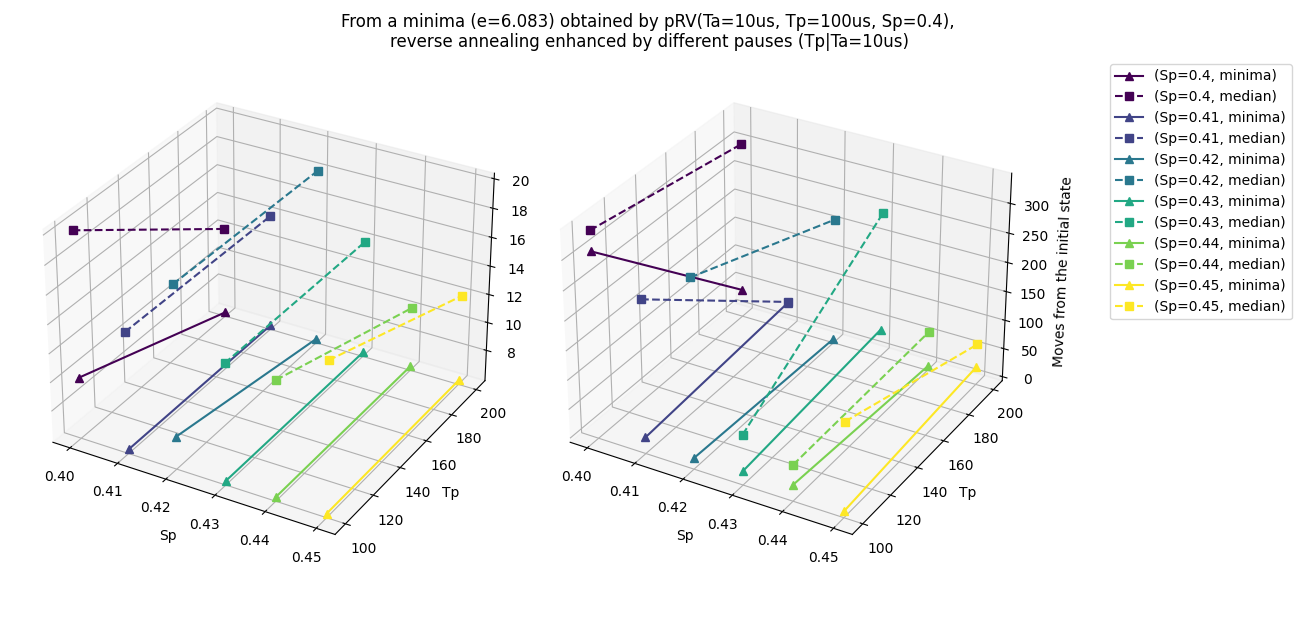 From a minima (e=6.083) obtained by pRV(Ta=10us, Tp=100us, Sp=0.4),
reverse annealing enhanced by different pauses (Tp|Ta=10us)
(Sp=0.4, minima)
(Sp=0.4, median)
(Sp=0.41, minima)
(Sp=0.41, median)
(Sp=0.42, minima)
(Sp=0.42, median)
(Sp=0.43, minima)
(Sp=0.43, median)
(Sp=0.44, minima)
(Sp=0.44, median)
(Sp=0.45, minima)
(Sp=0.45, median)
20
18
16
14
12
10
8
200
180
160
140
120
100
Tp
0.40
0.41
0.42
0.43
0.44
0.45
Sp
Moves from the initial state
300
250
200
150
100
50
0
200
180
160
140
120
100
Tp
0.40
0.41
0.42
0.43
0.44
0.45
Sp